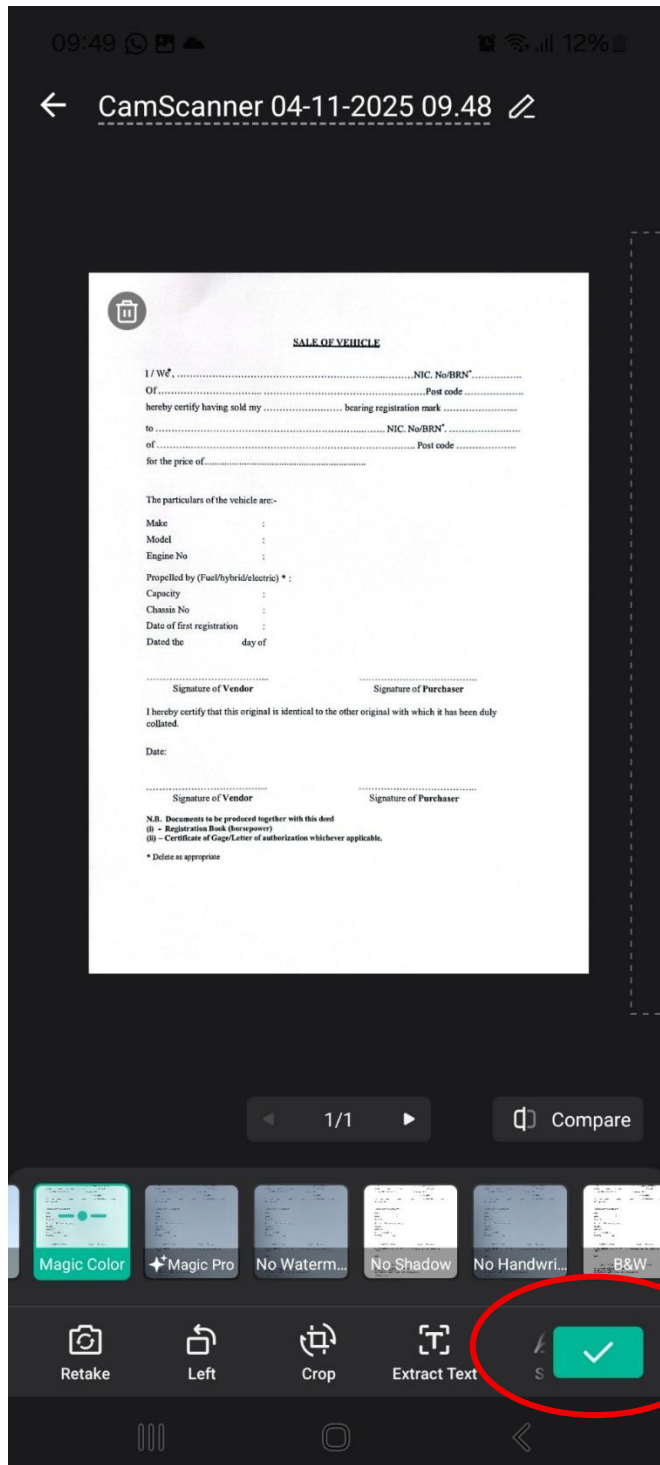 09:49 12%
CamScanner 04-11-2025 09.48
SALE OF VEHICLE
I / We*, ..............................................................................NIC. No/BRN*.................
Of................................... .......................................................Post code ....................
hereby certify having sold my .......................... bearing registration mark .........................
to ............................................................................. NIC. No/BRN*. ........................
of ....................................................................................... Post code ....................
for the price of......................................................
The particulars of the vehicle are:-
Make :
Model :
Engine No :
Propelled by (Fuel/hybrid/electric) * :
Capacity :
Chassis No :
Date of first registration :
Dated the day of
......................................... .......................................
Signature of Vendor Signature of Purchaser
I hereby certify that this original is identical to the other original with which it has been duly
collated.
Date:
......................................... .......................................
Signature of Vendor Signature of Purchaser
N.B. Documents to be produced together with this deed
(i) - Registration Book (horsepower)
(ii) – Certificate of Gage/Letter of authorization whichever applicable.
* Delete as appropriate
1/1 Compare
Magic Color Magic Pro No Waterm... No Shadow No Handwri... B&W
Retake Left Crop Extract Text S